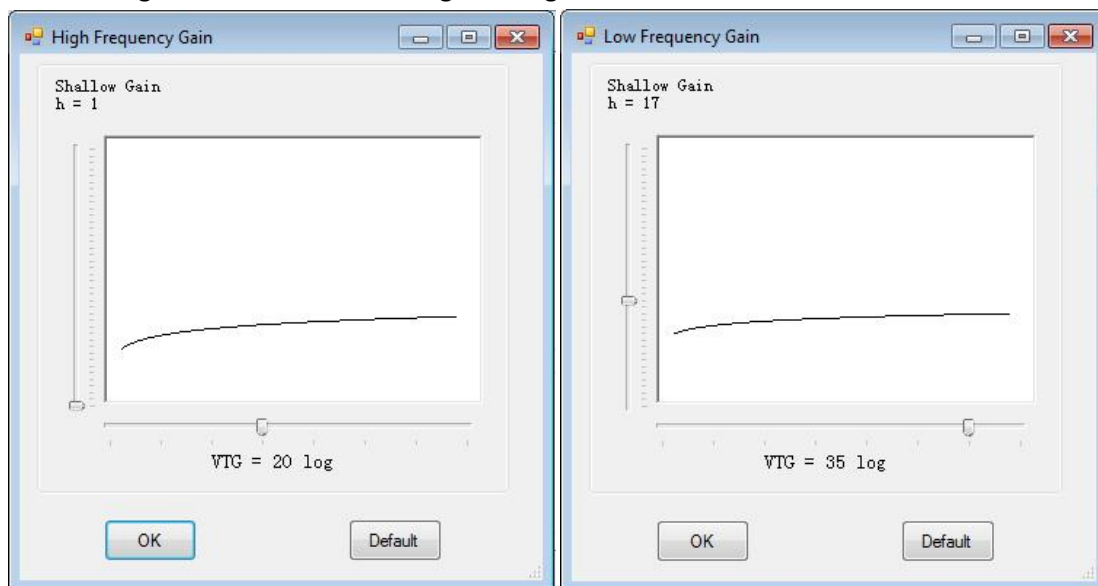 High Frequency Gain
Shallow Gain
h = 1
VTG = 20 log
OK
Default
Low Frequency Gain
Shallow Gain
h = 17
VTG = 35 log
OK
Default